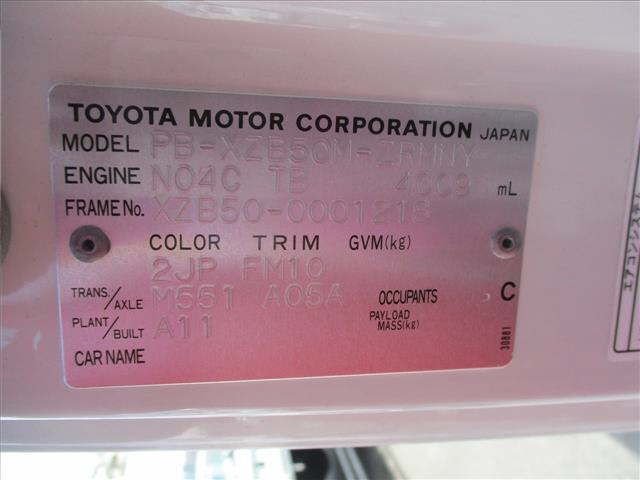 TOYOTA MOTOR CORPORATION JAPAN
MODEL PB-XZB50M-ZRMNY
ENGINE N04C TB 4009 mL
FRAME No. XZB50-0001218
COLOR TRIM GVM(kg)
2JP FM10
TRANS./AXLE M551 A05A OCCUPANTS C
PLANT/BUILT A11 PAYLOAD MASS(kg)
CAR NAME
30881